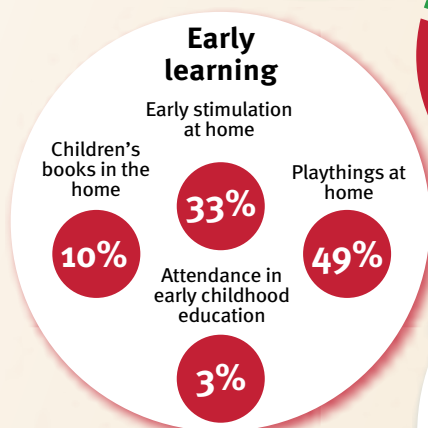 Early
learning
Early stimulation
at home
33%
Children’s
books in the
home
10%
Playthings at
home
49%
Attendance in
early childhood
education
3%